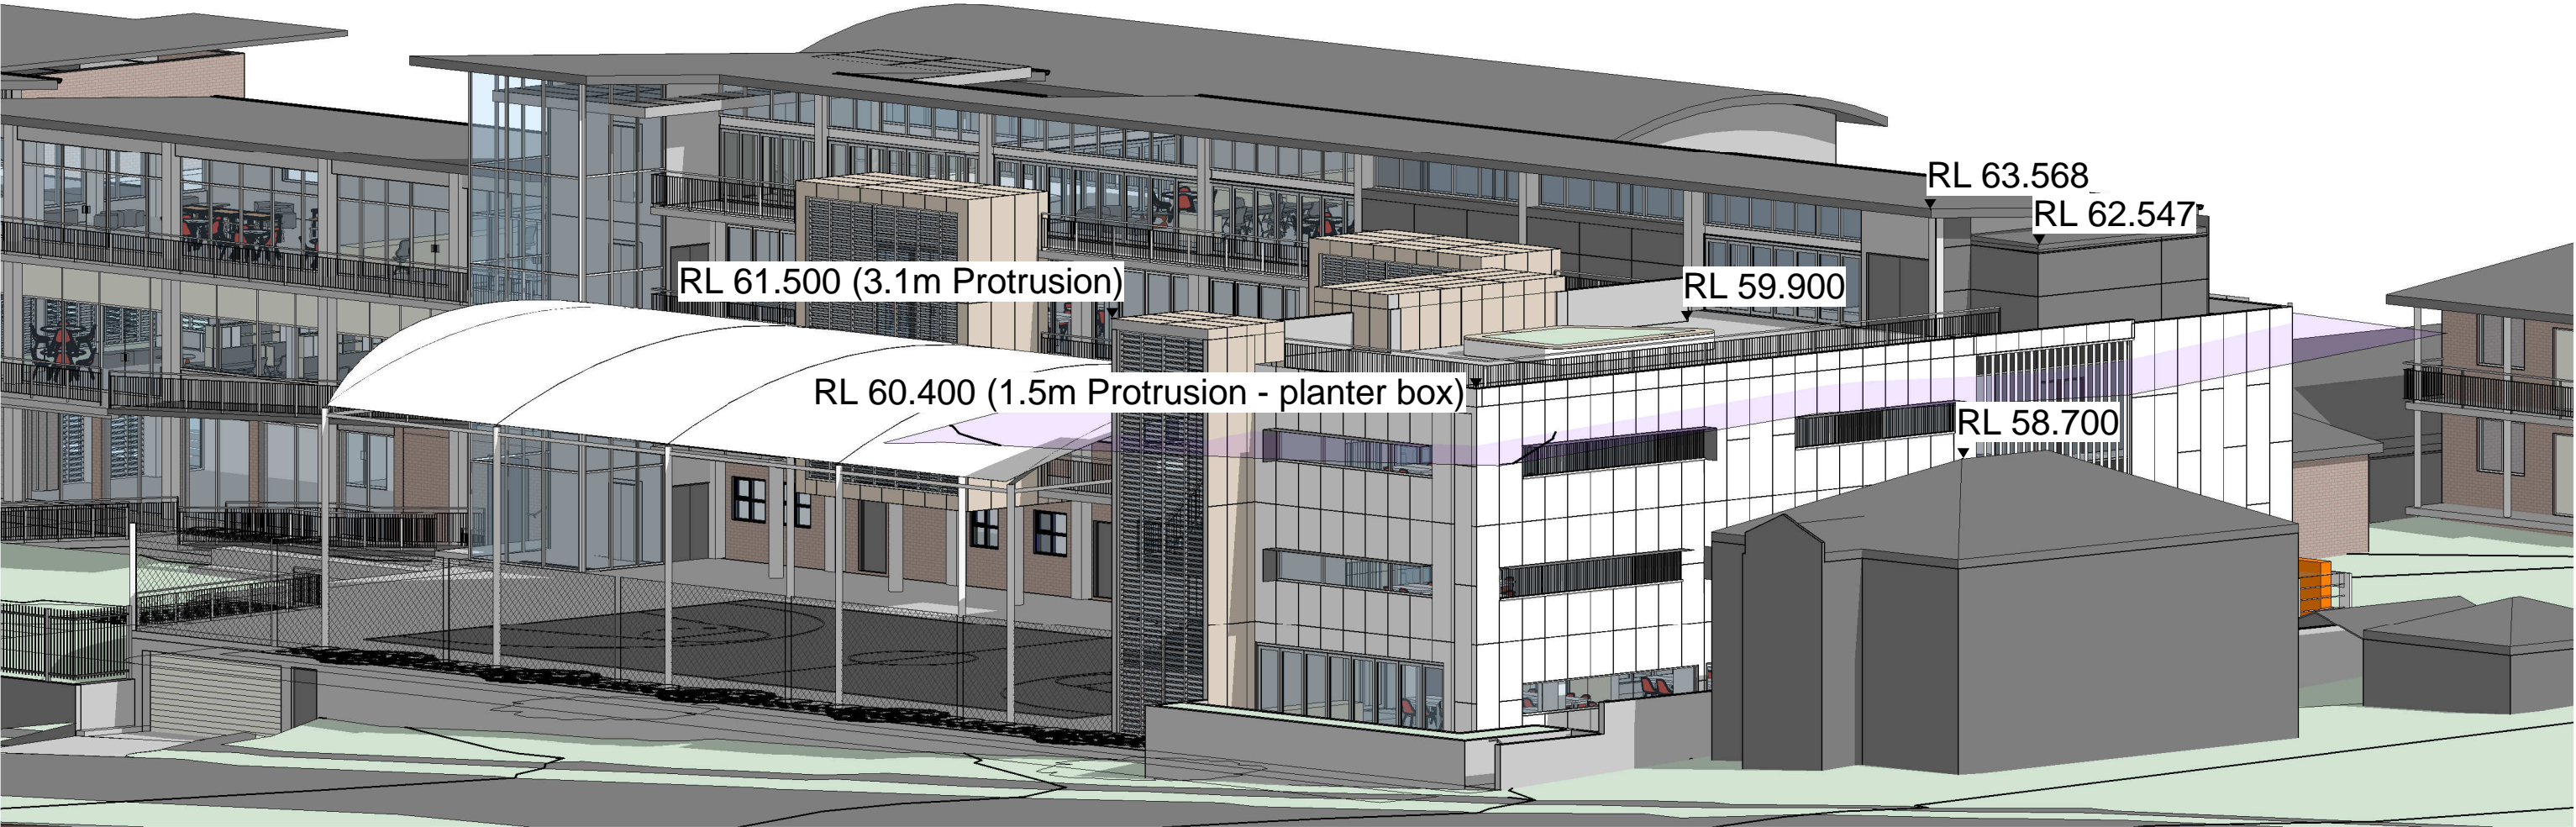 RL 63.568
RL 62.547
RL 61.500 (3.1m Protrusion)
RL 59.900
RL 60.400 (1.5m Protrusion - planter box)
RL 58.700